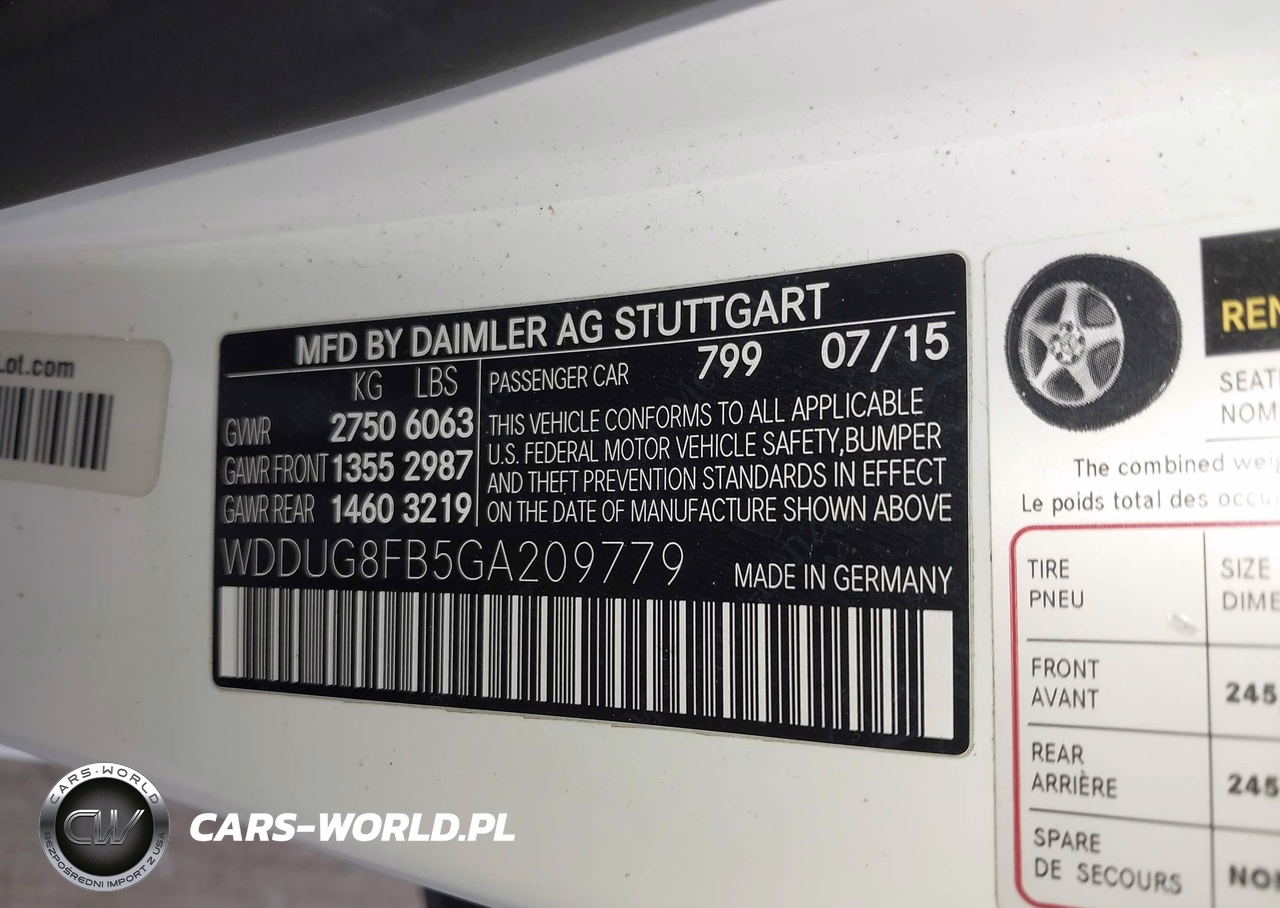 Lot.com
MFD BY DAIMLER AG STUTTGART
KG LBS
GVWR 2750 6063
GAWR FRONT 1355 2987
GAWR REAR 1460 3219
PASSENGER CAR 799 07/15
THIS VEHICLE CONFORMS TO ALL APPLICABLE
U.S. FEDERAL MOTOR VEHICLE SAFETY, BUMPER
AND THEFT PREVENTION STANDARDS IN EFFECT
ON THE DATE OF MANUFACTURE SHOWN ABOVE
WDDUG8FB5GA209779
MADE IN GERMANY
The combined
Le poids total des
TIRE SIZE
PNEU
FRONT
AVANT 245
REAR
ARRIÈRE 245
SPARE
DE SECOURS
CARS-WORLD
CW
BEZPOŚREDNI IMPORT Z USA
CARS-WORLD.PL